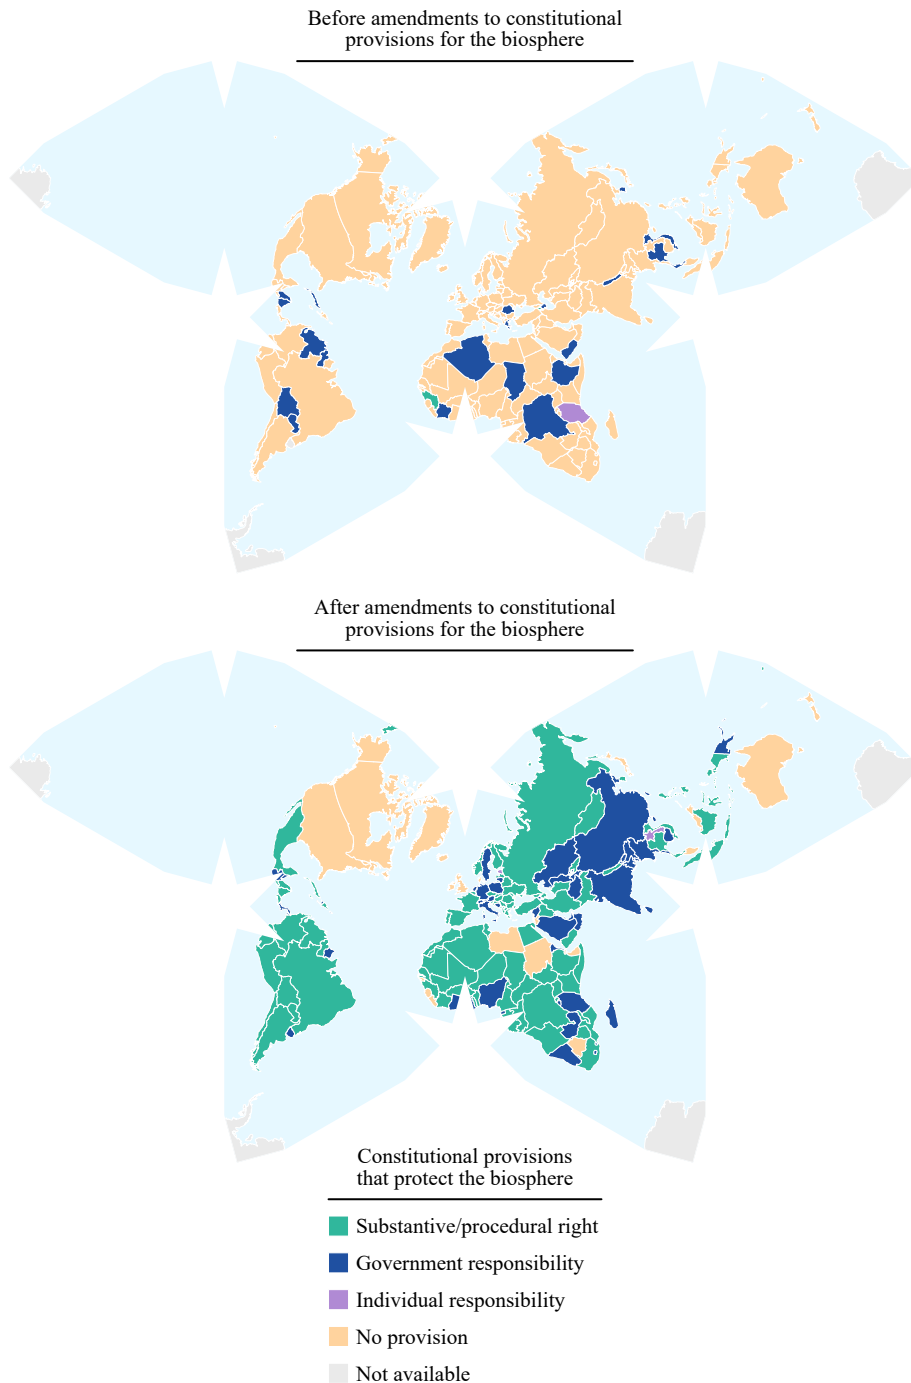 Before amendments to constitutional
provisions for the biosphere
After amendments to constitutional
provisions for the biosphere
Constitutional provisions
that protect the biosphere
Substantive/procedural right
Government responsibility
Individual responsibility
No provision
Not available